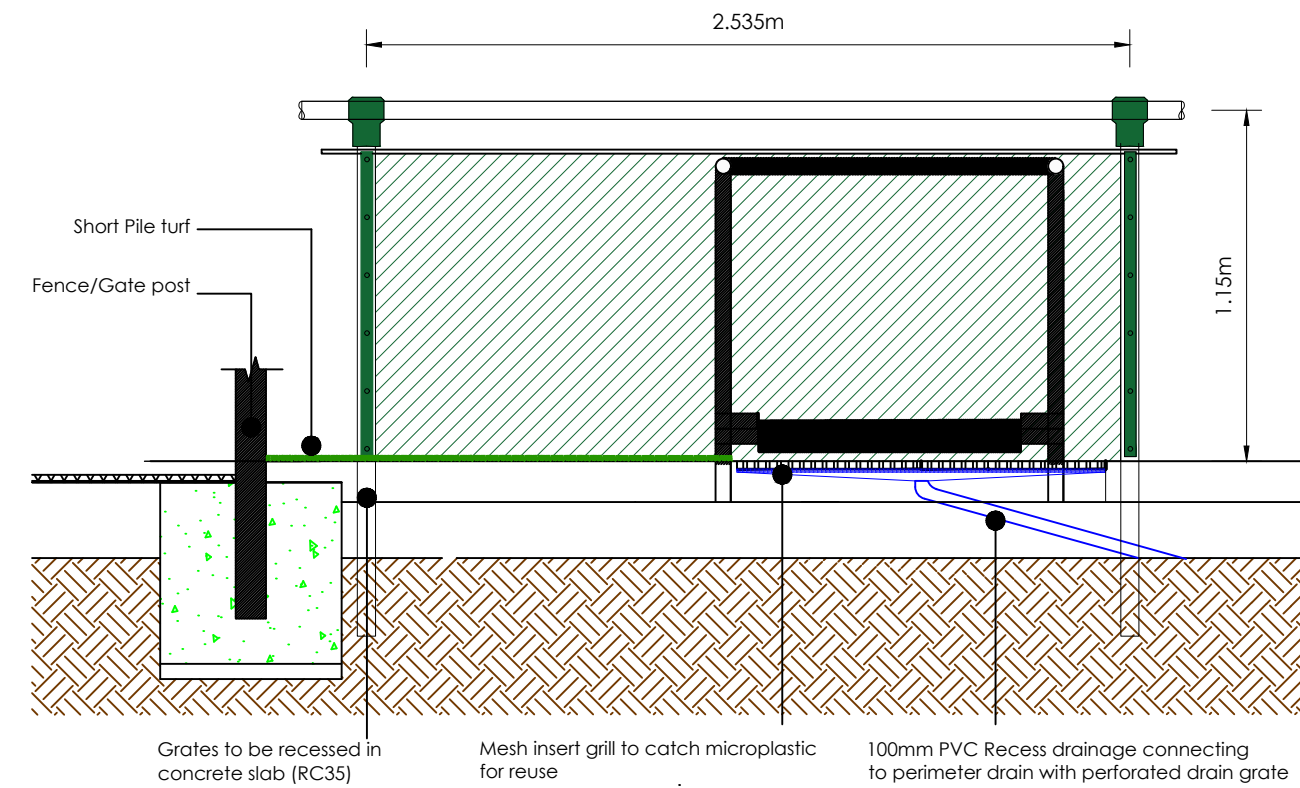 2.535m
Short Pile turf
Fence/Gate post
1.15m
Grates to be recessed in
concrete slab (RC35)
Mesh insert grill to catch microplastic
for reuse
100mm PVC Recess drainage connecting
to perimeter drain with perforated drain grate